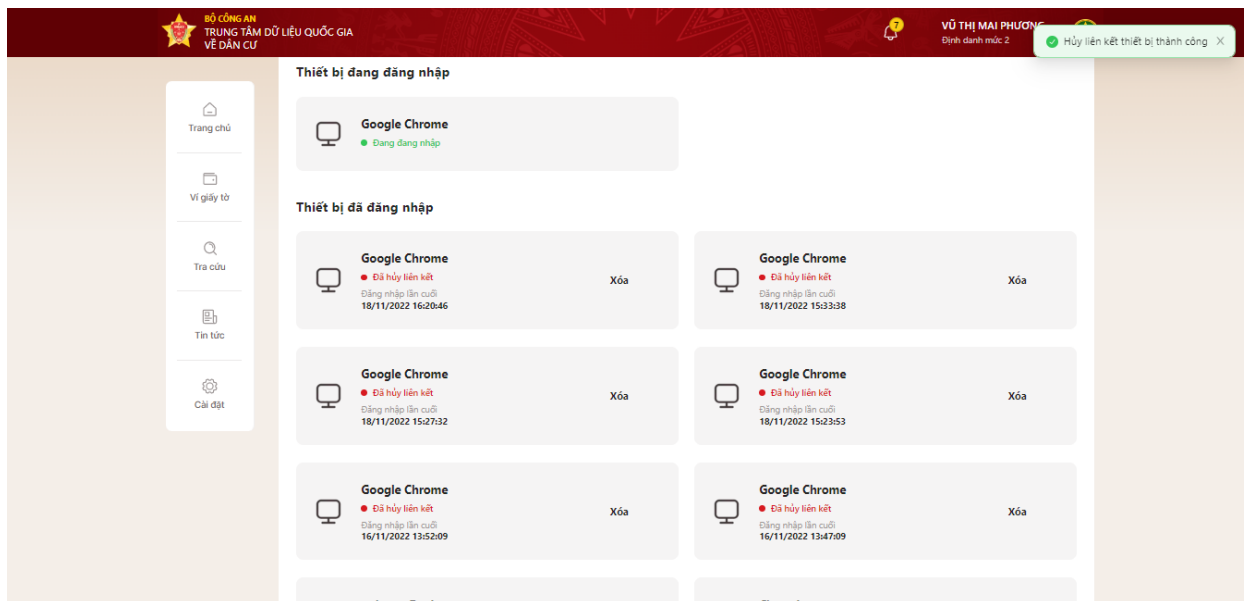 BỘ CÔNG AN
TRUNG TÂM DỮ LIỆU QUỐC GIA
VỀ DÂN CƯ
7
VŨ THỊ MAI PHƯƠNG
Định danh mức 2
Hủy liên kết thiết bị thành công
Trang chủ
Ví giấy tờ
Tra cứu
Tin tức
Cài đặt
Thiết bị đang đăng nhập
Google Chrome
Đang đang nhập
Thiết bị đã đăng nhập
Google Chrome
Đã hủy liên kết
Đăng nhập lần cuối
18/11/2022 16:20:46
Xóa
Google Chrome
Đã hủy liên kết
Đăng nhập lần cuối
18/11/2022 15:33:38
Xóa
Google Chrome
Đã hủy liên kết
Đăng nhập lần cuối
18/11/2022 15:27:32
Xóa
Google Chrome
Đã hủy liên kết
Đăng nhập lần cuối
18/11/2022 15:23:53
Xóa
Google Chrome
Đã hủy liên kết
Đăng nhập lần cuối
16/11/2022 13:52:09
Xóa
Google Chrome
Đã hủy liên kết
Đăng nhập lần cuối
16/11/2022 13:47:09
Xóa